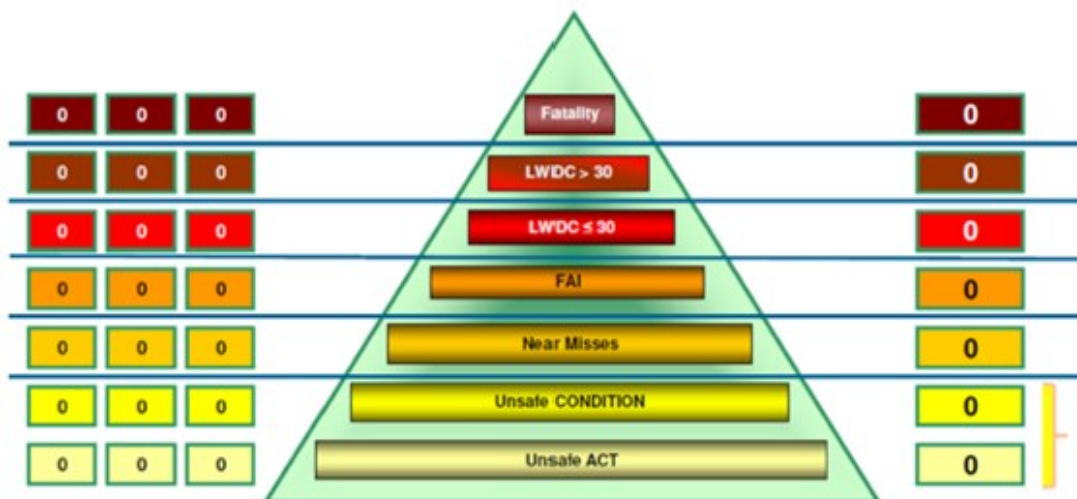 0 0 0 Fatality 0
0 0 0 LWDC > 30 0
0 0 0 LWDC ≤ 30 0
0 0 0 FAI 0
0 0 0 Near Misses 0
0 0 0 Unsafe CONDITION 0
0 0 0 Unsafe ACT 0